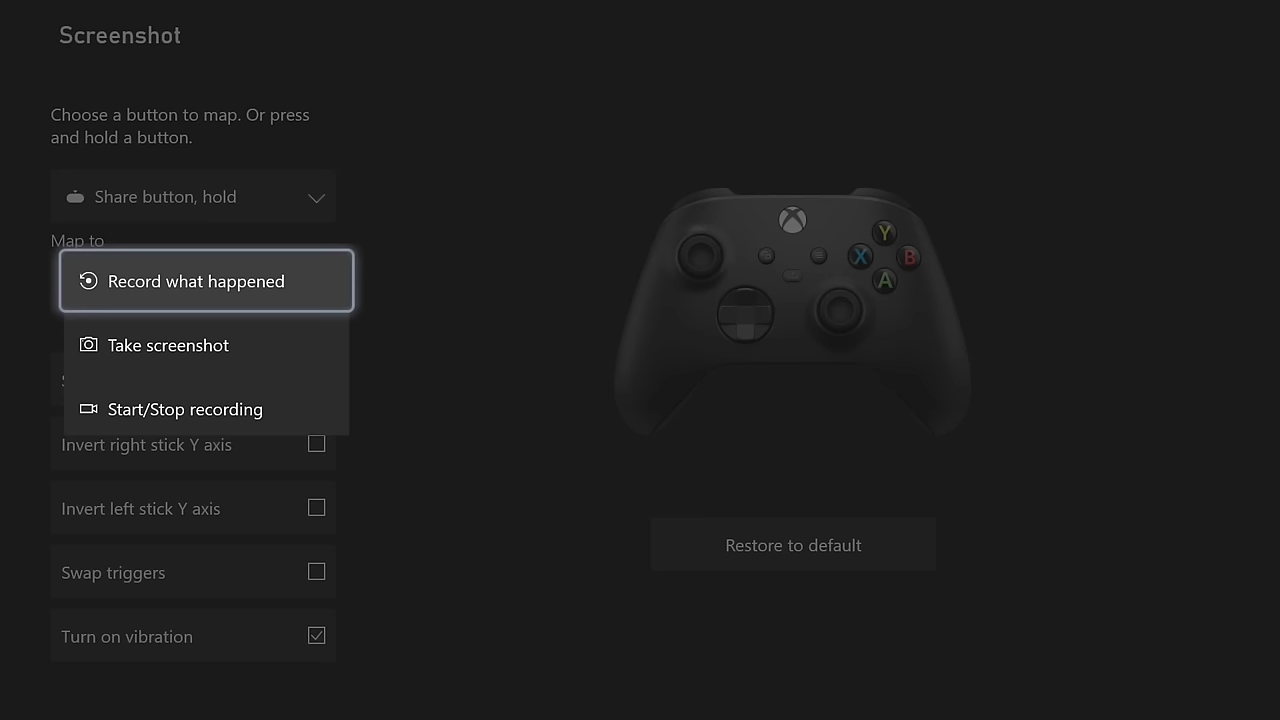 Screenshot
Choose a button to map. Or press
and hold a button.
Share button, hold
Map to
Record what happened
Take screenshot
Start/Stop recording
Invert right stick Y axis
Invert left stick Y axis
Swap triggers
Turn on vibration
Y
X
B
A
Restore to default